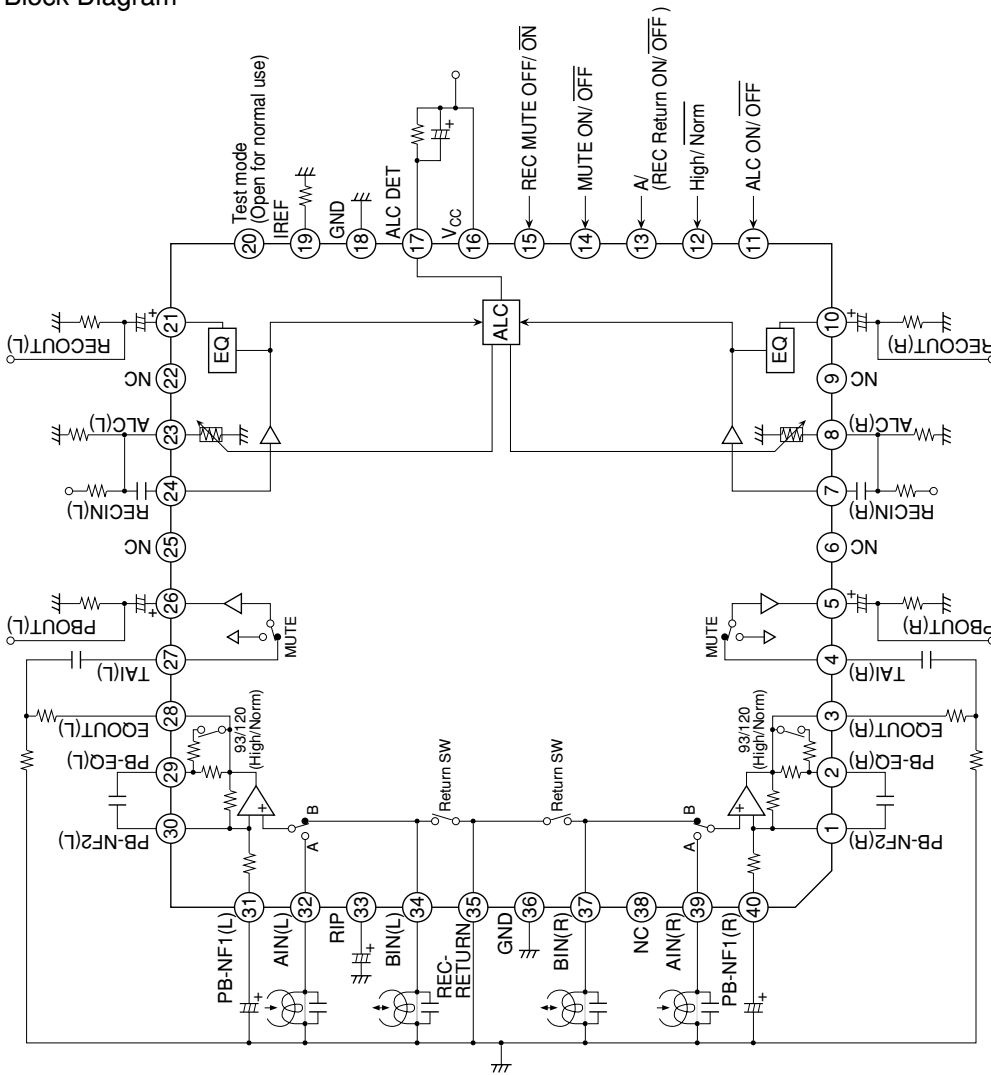 Block Diagram
Test mode
(Open for normal use)
20
IREF
19
GND
18
ALC DET
17
VCC
16
REC MUTE OFF/ ON
15
MUTE ON/ OFF
14
A/
(REC Return ON/ OFF)
13
High/ Norm
12
ALC ON/ OFF
11
RECOUT(L)
21
EQ
NC
22
ALC(L)
23
RECIN(L)
24
NC
25
PBOUT(L)
26
TAI(L)
27
MUTE
EQOUT(L)
28
PB-EQ(L)
29
93/120
(High/Norm)
PB-NF2(L)
30
ALC
RECOUT(R)
10
EQ
NC
9
ALC(R)
8
RECIN(R)
7
NC
6
PBOUT(R)
5
TAI(R)
4
MUTE
EQOUT(R)
3
PB-EQ(R)
2
93/120
(High/Norm)
PB-NF2(R)
1
A
B
Return SW
Return SW
A
B
PB-NF1(L)
31
AIN(L)
32
RIP
33
BIN(L)
34
REC-
RETURN
35
GND
36
BIN(R)
37
NC
38
AIN(R)
39
PB-NF1(R)
40